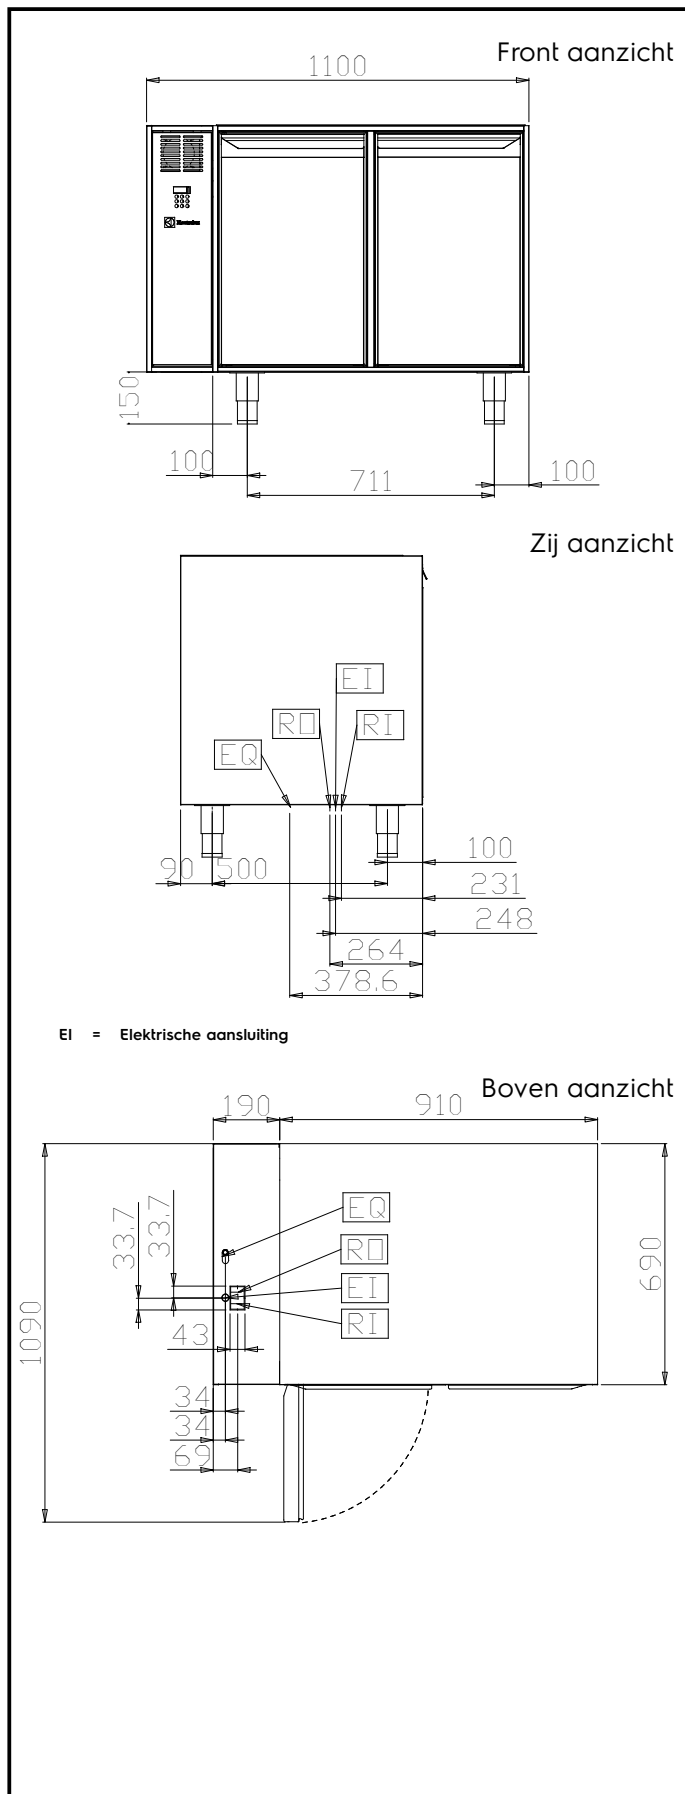 Front aanzicht
1100
150
100
711
100
Zij aanzicht
EI
RO
RI
EQ
100
90
500
231
248
264
378.6
EI = Elektrische aansluiting
Boven aanzicht
190
910
EQ
33.7
33.7
RO
690
EI
43
RI
1090
34
34
69